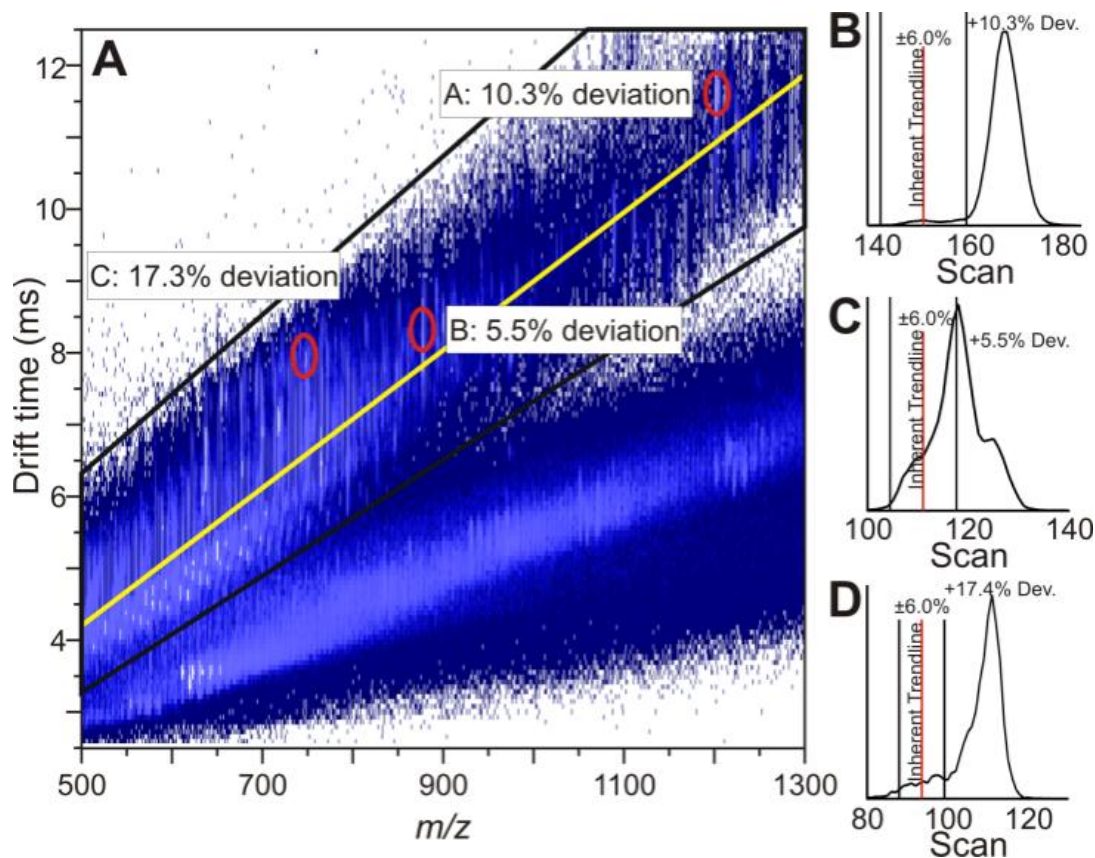 A
12
10
8
6
4
Drift time (ms)
A: 10.3% deviation
C: 17.3% deviation
B: 5.5% deviation
500
700
900
1100
1300
m/z
B
+10.3% Dev.
±6.0%
Inherent Trendline
140
160
180
Scan
C
±6.0%
+5.5% Dev.
Inherent Trendline
100
120
140
Scan
D
+17.4% Dev.
±6.0%
Inherent Trendline
80
100
120
Scan